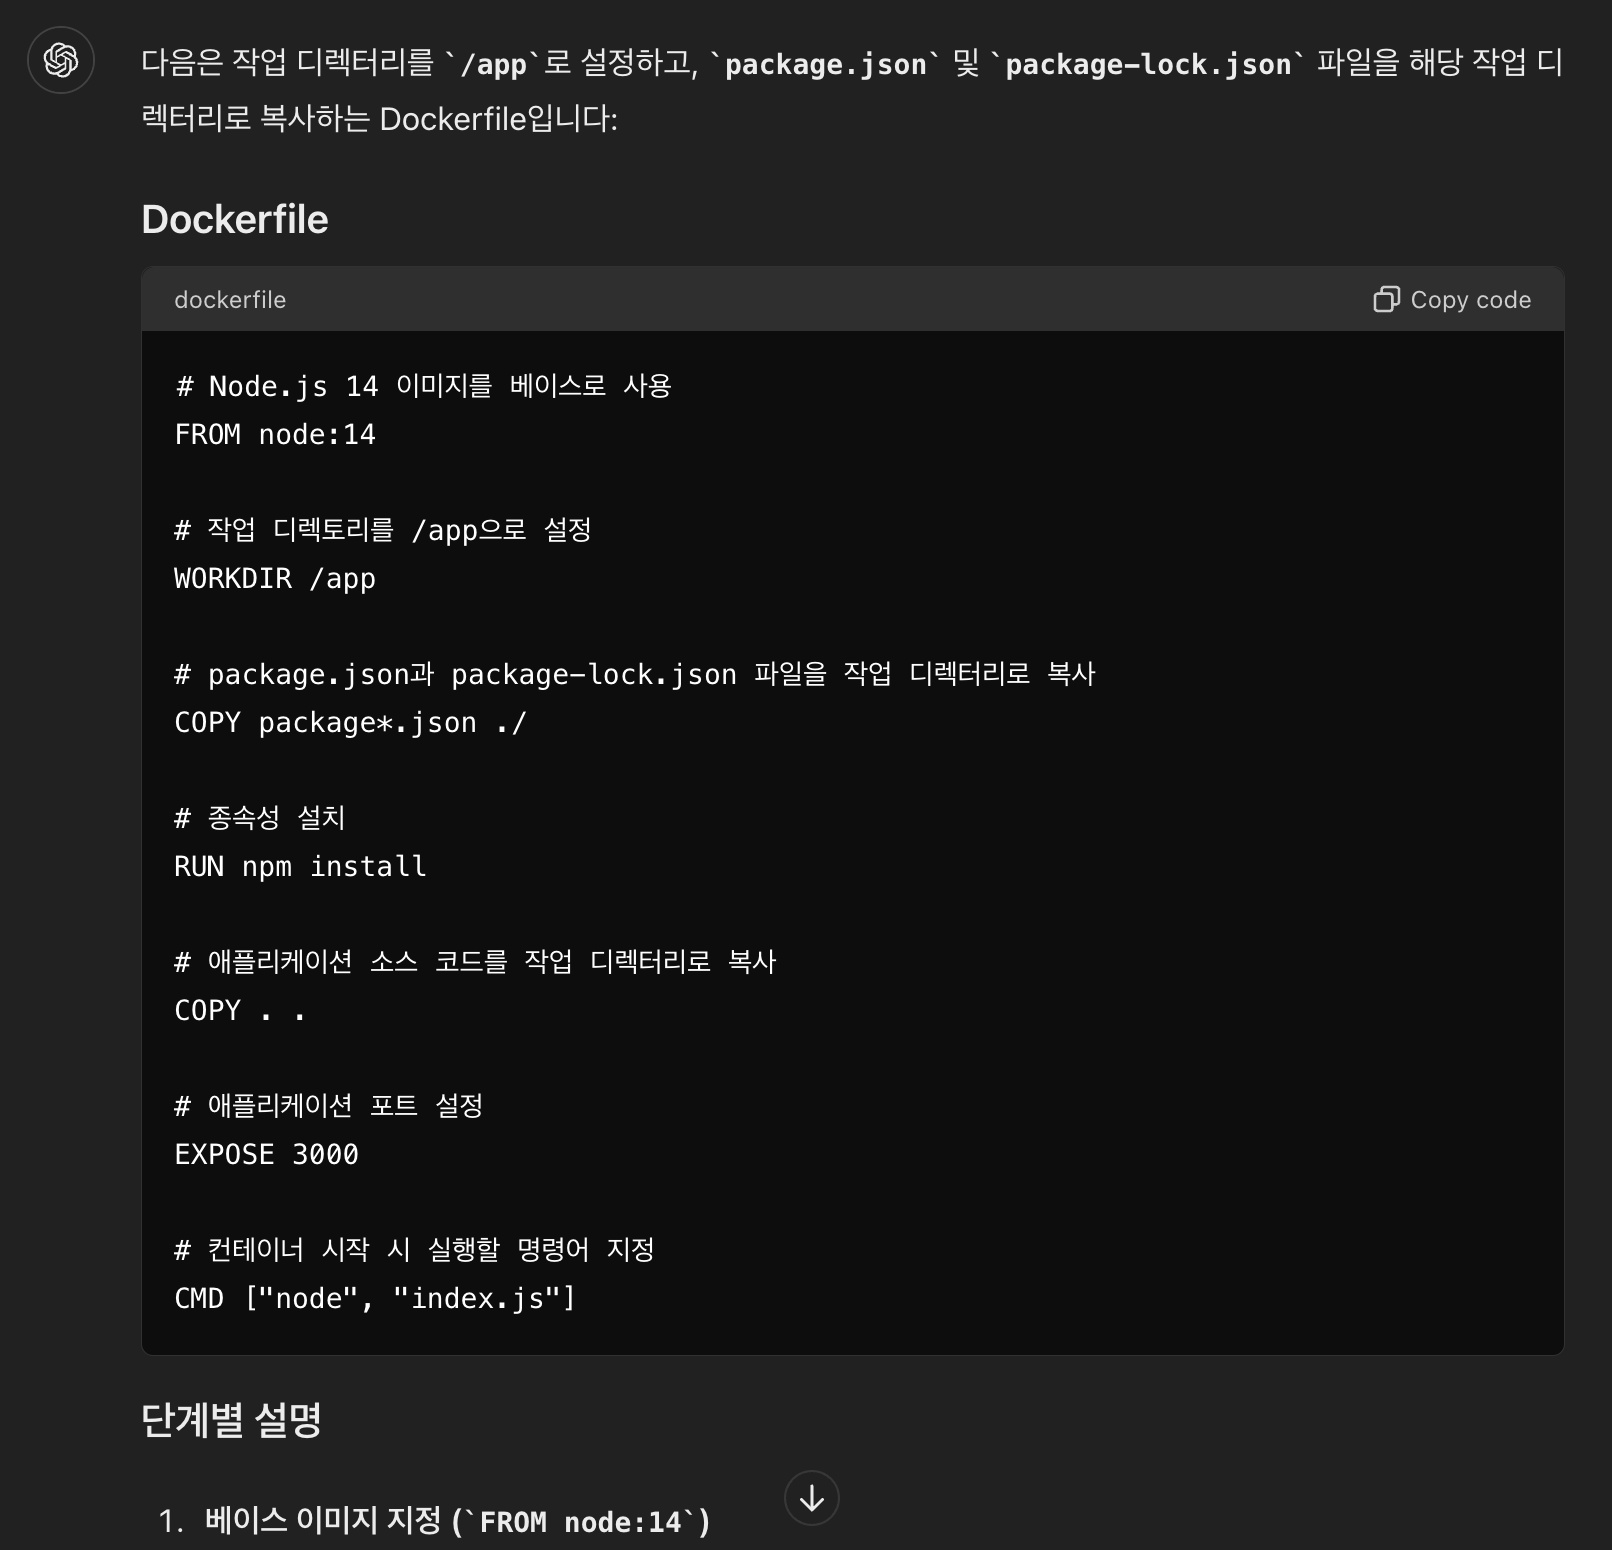 다음은 작업 디렉터리를 `/app`로 설정하고, `package.json` 및 `package-lock.json` 파일을 해당 작업 디
렉터리로 복사하는 Dockerfile입니다:
Dockerfile
dockerfile
Copy code
# Node.js 14 이미지를 베이스로 사용
FROM node:14
# 작업 디렉토리를 /app으로 설정
WORKDIR /app
# package.json과 package-lock.json 파일을 작업 디렉터리로 복사
COPY package*.json ./
# 종속성 설치
RUN npm install
# 애플리케이션 소스 코드를 작업 디렉터리로 복사
COPY . .
# 애플리케이션 포트 설정
EXPOSE 3000
# 컨테이너 시작 시 실행할 명령어 지정
CMD ["node", "index.js"]
단계별 설명
1. 베이스 이미지 지정 (`FROM node:14`)